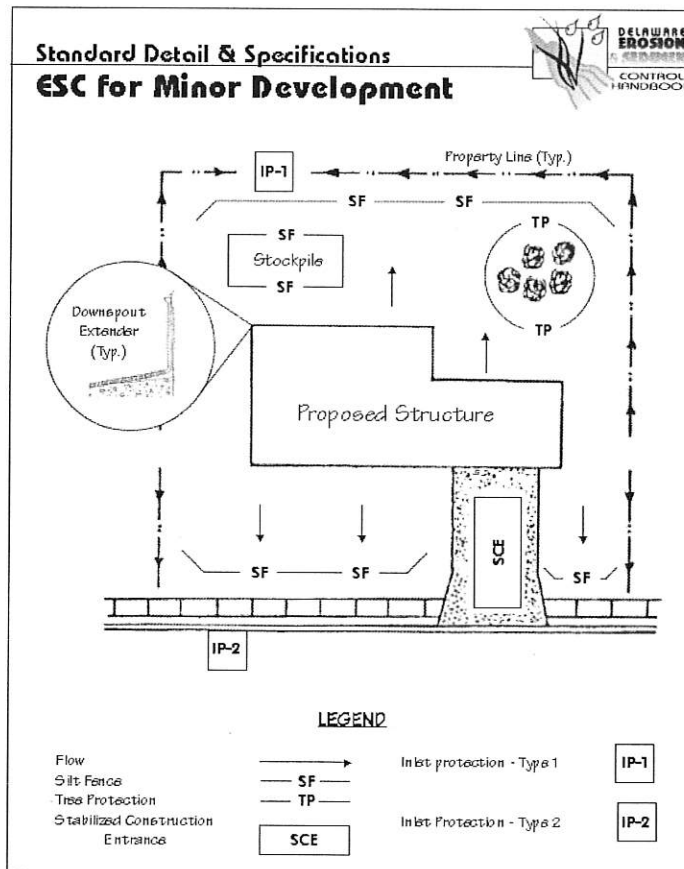 Standard Detail & Specifications
ESC for Minor Development
DELAWARE
EROSION
& SEDIMENT
CONTROL
HANDBOOK
IP-1
Property Line (Typ.)
SF
SF
TP
SF
Stockpile
SF
Downspout
Extender
(Typ.)
TP
Proposed Structure
SCE
SF
SF
SF
IP-2
LEGEND
Flow
Silt Fence
SF
Tree Protection
TP
Stabilized Construction
Entrance
SCE
Inlet protection - Type 1
IP-1
Inlet Protection - Type 2
IP-2